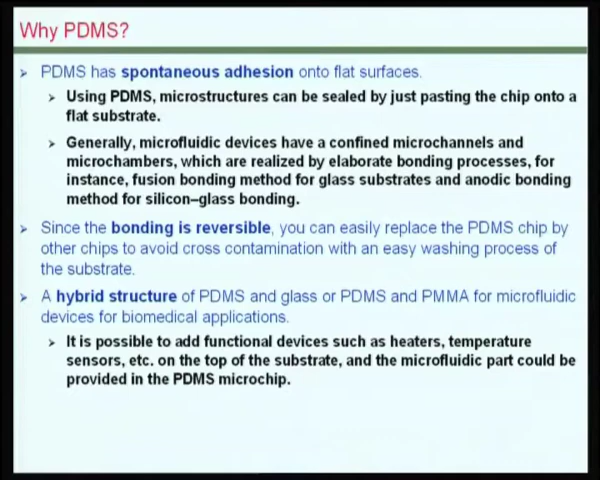 Why PDMS?
PDMS has spontaneous adhesion onto flat surfaces.
Using PDMS, microstructures can be sealed by just pasting the chip onto a
flat substrate.
Generally, microfluidic devices have a confined microchannels and
microchambers, which are realized by elaborate bonding processes, for
instance, fusion bonding method for glass substrates and anodic bonding
method for silicon–glass bonding.
Since the bonding is reversible, you can easily replace the PDMS chip by
other chips to avoid cross contamination with an easy washing process of
the substrate.
A hybrid structure of PDMS and glass or PDMS and PMMA for microfluidic
devices for biomedical applications.
It is possible to add functional devices such as heaters, temperature
sensors, etc. on the top of the substrate, and the microfluidic part could be
provided in the PDMS microchip.